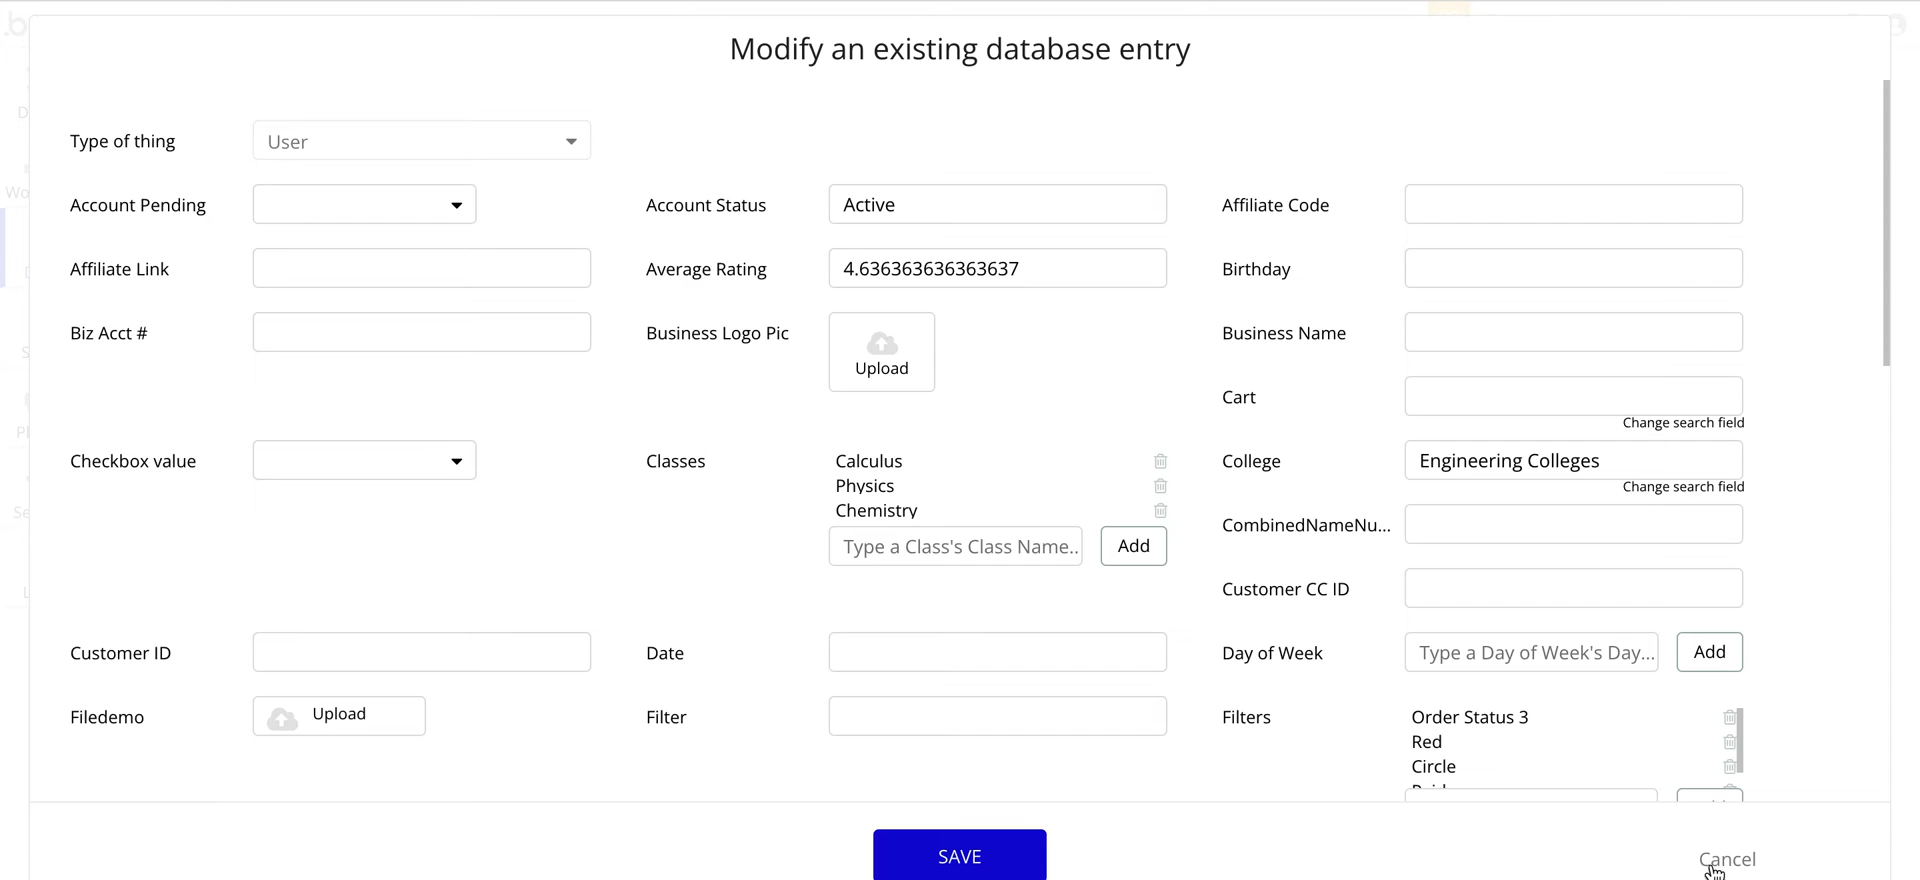 Modify an existing database entry
Type of thing
User
Account Pending
Account Status
Active
Affiliate Code
Affiliate Link
Average Rating
4.636363636363637
Birthday
Biz Acct #
Business Logo Pic
Upload
Business Name
Cart
Change search field
Checkbox value
Classes
Calculus
Physics
Chemistry
Type a Class's Class Name..
Add
College
Engineering Colleges
Change search field
CombinedNameNu...
Customer CC ID
Customer ID
Date
Day of Week
Type a Day of Week's Day...
Add
Filedemo
Upload
Filter
Filters
Order Status 3
Red
Circle
SAVE
Cancel